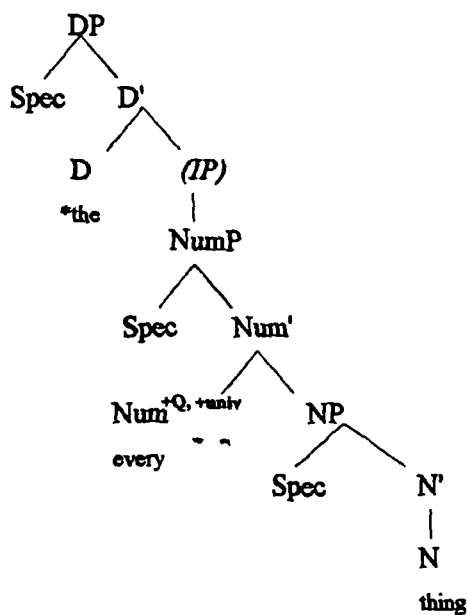 DP
Spec D'
D (IP)
*the
NumP
Spec Num'
Num+Q, +univ NP
every
Spec N'
N
thing